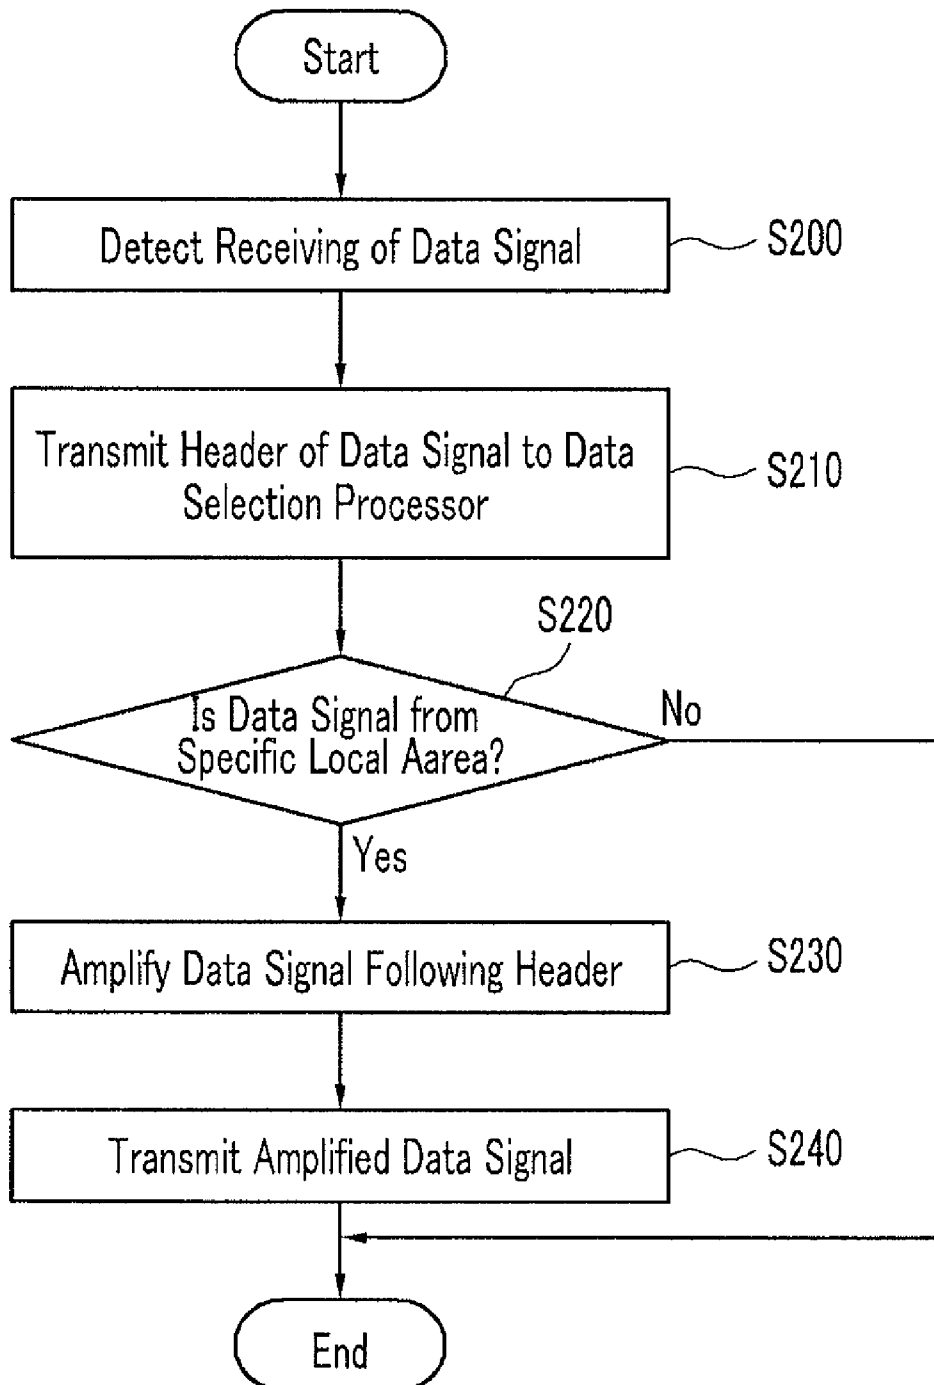 Start
Detect Receiving of Data Signal
S200
Transmit Header of Data Signal to Data
Selection Processor
S210
S220
Is Data Signal from
Specific Local Aarea?
No
Yes
Amplify Data Signal Following Header
S230
Transmit Amplified Data Signal
S240
End